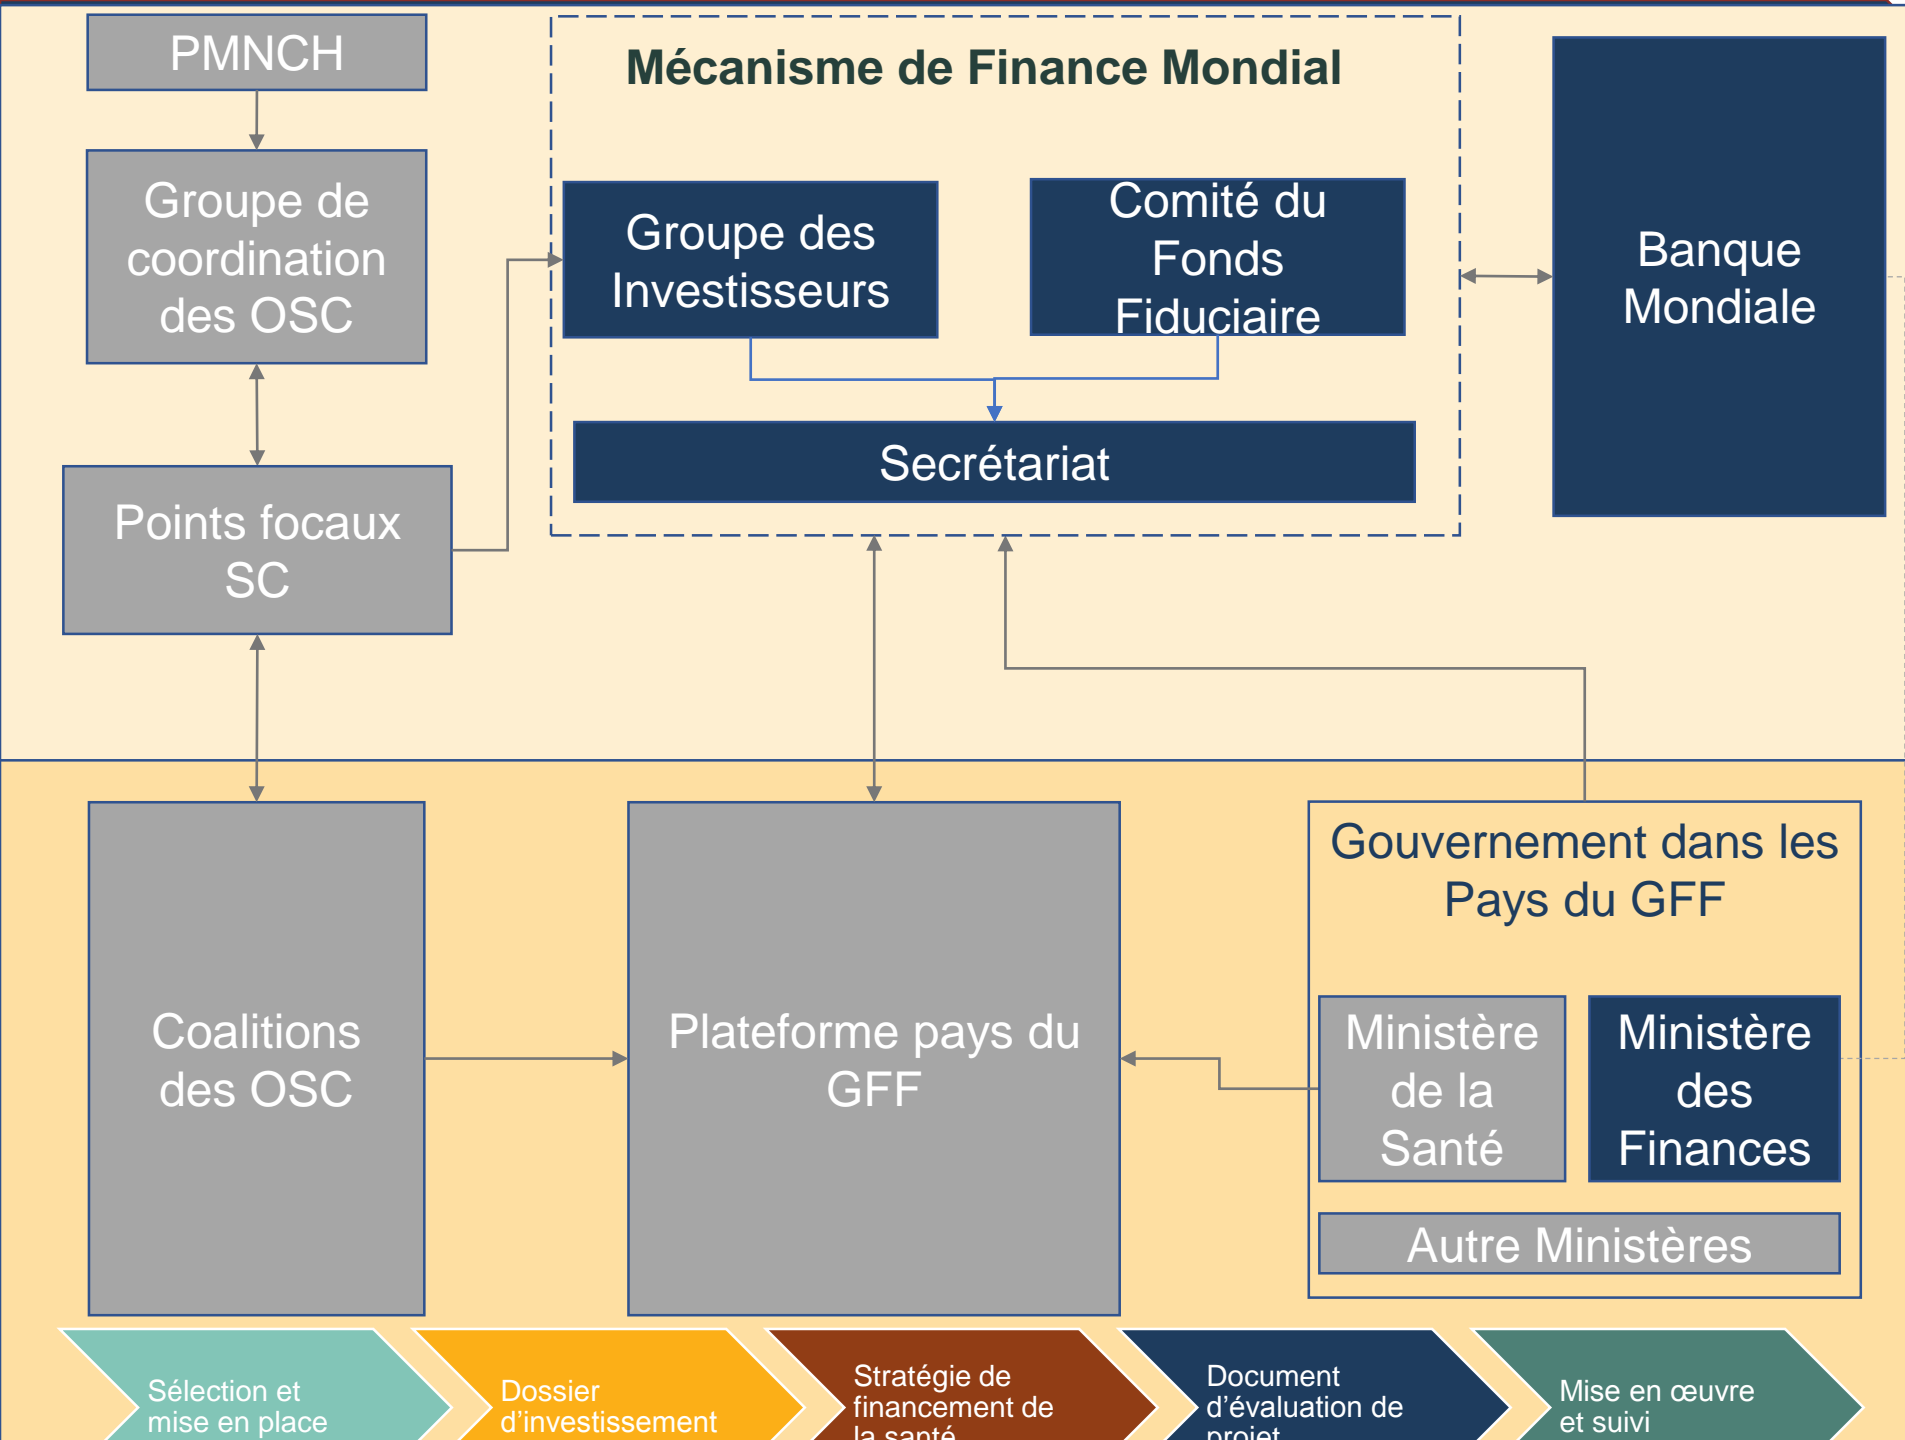 PMNCH
Mécanisme de Finance Mondial
Groupe de
coordination
des OSC
Groupe des
Investisseurs
Comité du
Fonds
Fiduciaire
Banque
Mondiale
Secrétariat
Points focaux
SC
Gouvernement dans les
Pays du GFF
Coalitions
des OSC
Plateforme pays du
GFF
Ministère
de la
Santé
Ministère
des
Finances
Autre Ministères
Sélection et
mise en place
Dossier
d'investissement
Stratégie de
financement de
la santé
Document
d'évaluation de
projet
Mise en œuvre
et suivi